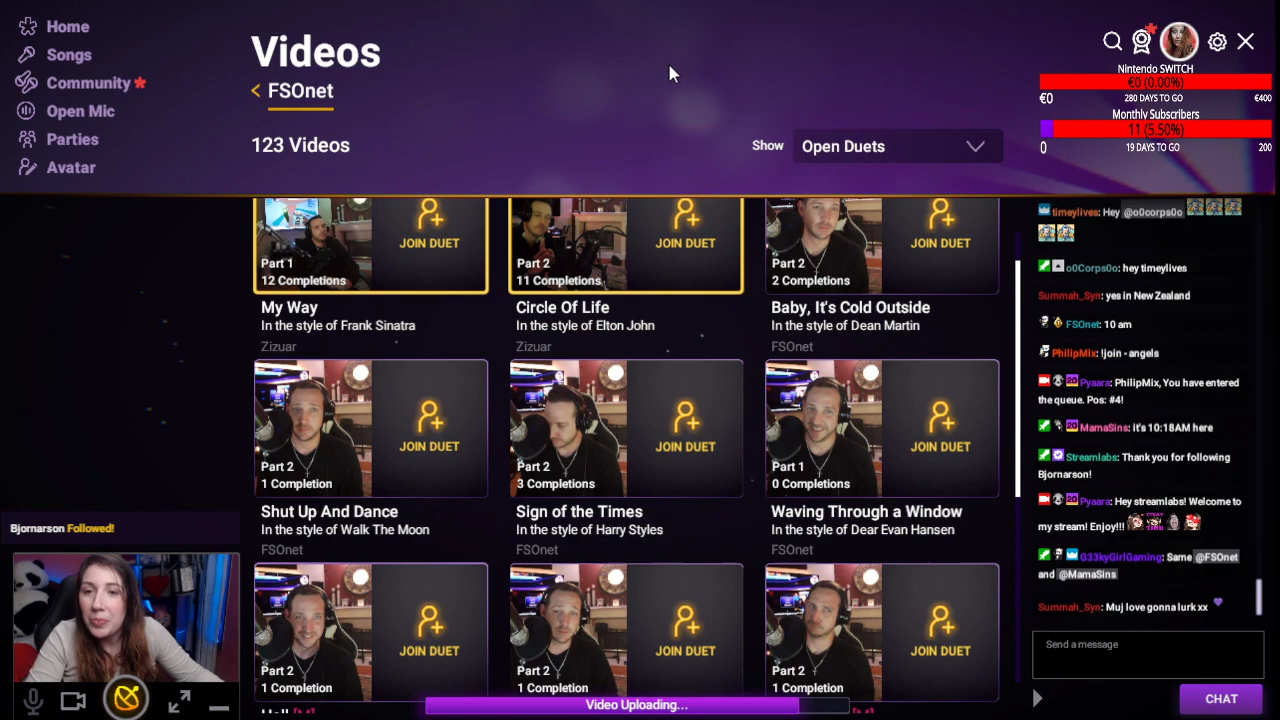 Home
Songs
Community
Open Mic
Parties
Avatar
Videos
< FSOnet
123 Videos
Show
Open Duets
Nintendo SWITCH
€0 (0.00%)
€0
280 DAYS TO GO
€400
Monthly Subscribers
11 (5.50%)
0
19 DAYS TO GO
200
JOIN DUET
Part 1
12 Completions
My Way
In the style of Frank Sinatra
Zizuar
JOIN DUET
Part 2
11 Completions
Circle Of Life
In the style of Elton John
Zizuar
JOIN DUET
Part 2
2 Completions
Baby, It's Cold Outside
In the style of Dean Martin
FSOnet
JOIN DUET
Part 2
1 Completion
Shut Up And Dance
In the style of Walk The Moon
FSOnet
JOIN DUET
Part 2
3 Completions
Sign of the Times
In the style of Harry Styles
FSOnet
JOIN DUET
Part 1
0 Completions
Waving Through a Window
In the style of Dear Evan Hansen
FSOnet
JOIN DUET
Part 2
1 Completion
JOIN DUET
Part 2
1 Completion
JOIN DUET
Part 2
1 Completion
Video Uploading...
Bjornarson Followed!
timeylives: Hey @o0corps0o
o0Corps0o: hey timeylives
Summah_Syn: yes in New Zealand
FSOnet: 10 am
PhilipMix: !join - angels
20 Pyaara: PhilipMix, You have entered
the queue. Pos: #4!
20 MamaSins: it's 10:18AM here
Streamlabs: Thank you for following
Bjornarson!
20 Pyaara: Hey streamlabs! Welcome to
my stream! Enjoy!!!
G33kyGirlGaming: Same @FSOnet
and @MamaSins
Summah_Syn: Muj love gonna lurk xx
Send a message
CHAT